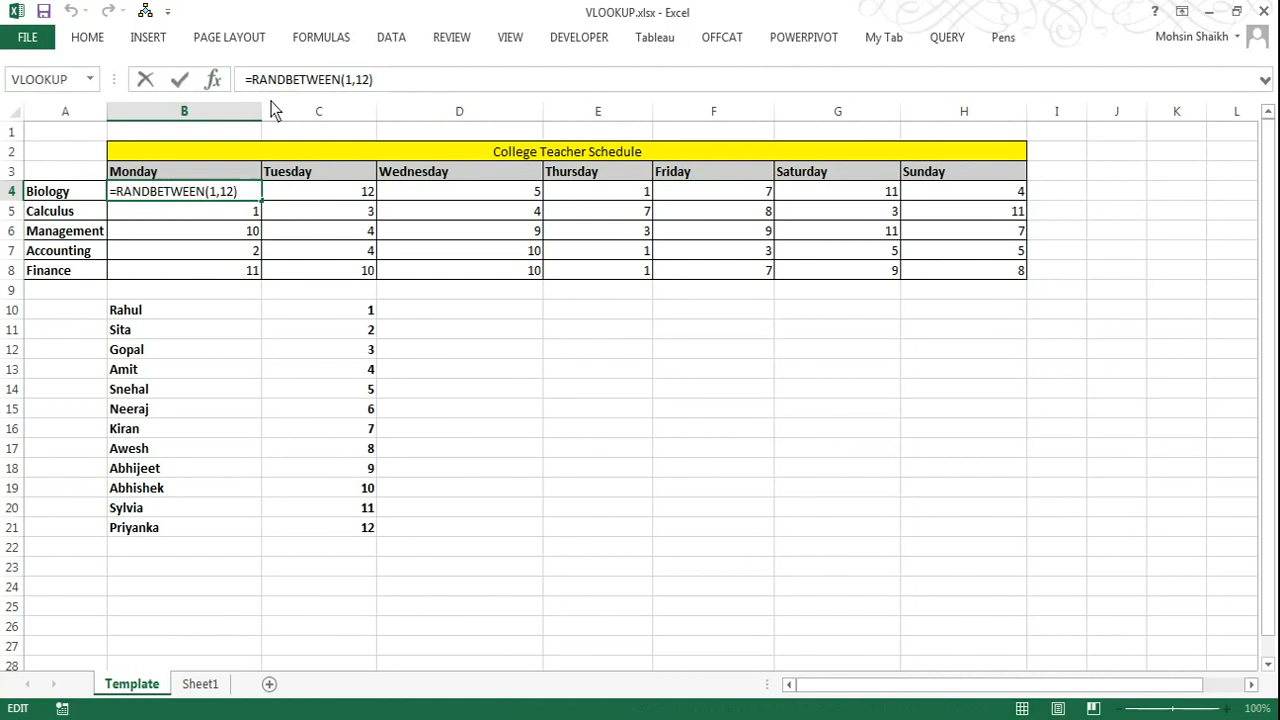 VLOOKUP.xlsx - Excel
?
FILE HOME INSERT PAGE LAYOUT FORMULAS DATA REVIEW VIEW DEVELOPER Tableau OFFCAT POWERPIVOT My Tab QUERY Pens Mohsin Shaikh
VLOOKUP fx =RANDBETWEEN(1,12)
A B C D E F G H I J K L
1
2 College Teacher Schedule
3 Monday Tuesday Wednesday Thursday Friday Saturday Sunday
4 Biology =RANDBETWEEN(1,12) 12 5 1 7 11 4
5 Calculus 1 3 4 7 8 3 11
6 Management 10 4 9 3 9 11 7
7 Accounting 2 4 10 1 3 5 5
8 Finance 11 10 10 1 7 9 8
9
10 Rahul 1
11 Sita 2
12 Gopal 3
13 Amit 4
14 Snehal 5
15 Neeraj 6
16 Kiran 7
17 Awesh 8
18 Abhijeet 9
19 Abhishek 10
20 Sylvia 11
21 Priyanka 12
22
23
24
25
26
27
28
Template Sheet1
EDIT 100%